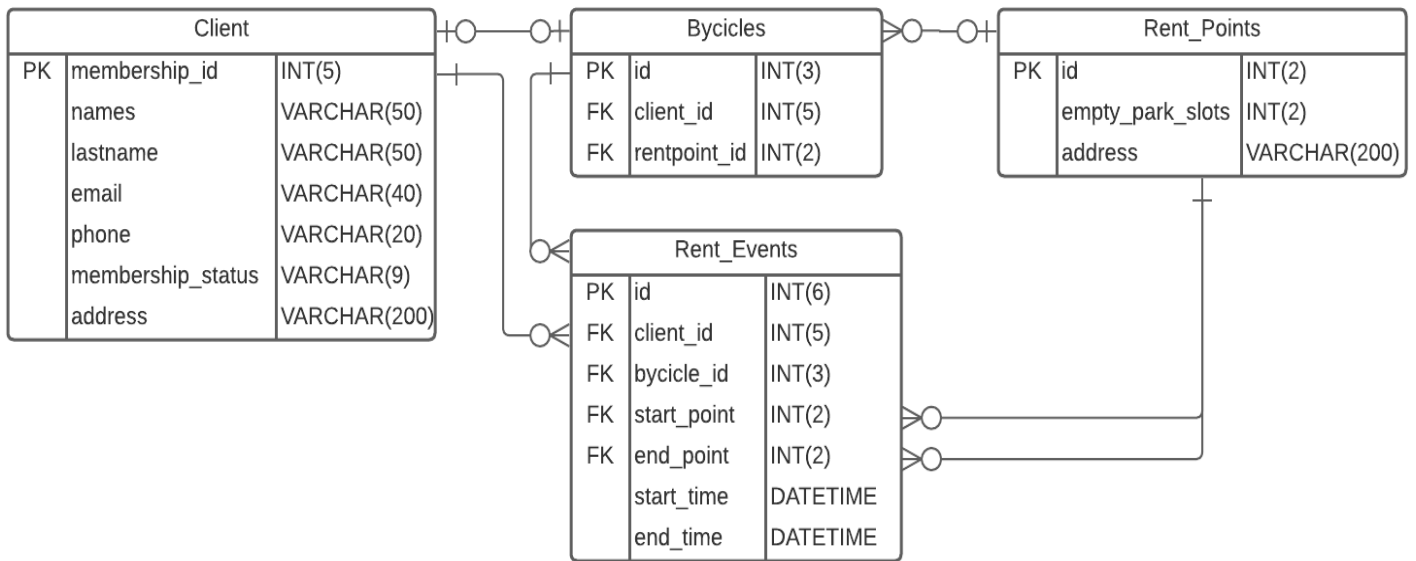 Client
PK membership_id INT(5)
names VARCHAR(50)
lastname VARCHAR(50)
email VARCHAR(40)
phone VARCHAR(20)
membership_status VARCHAR(9)
address VARCHAR(200)
Bycicles
PK id INT(3)
FK client_id INT(5)
FK rentpoint_id INT(2)
Rent_Points
PK id INT(2)
empty_park_slots INT(2)
address VARCHAR(200)
Rent_Events
PK id INT(6)
FK client_id INT(5)
FK bycicle_id INT(3)
FK start_point INT(2)
FK end_point INT(2)
start_time DATETIME
end_time DATETIME